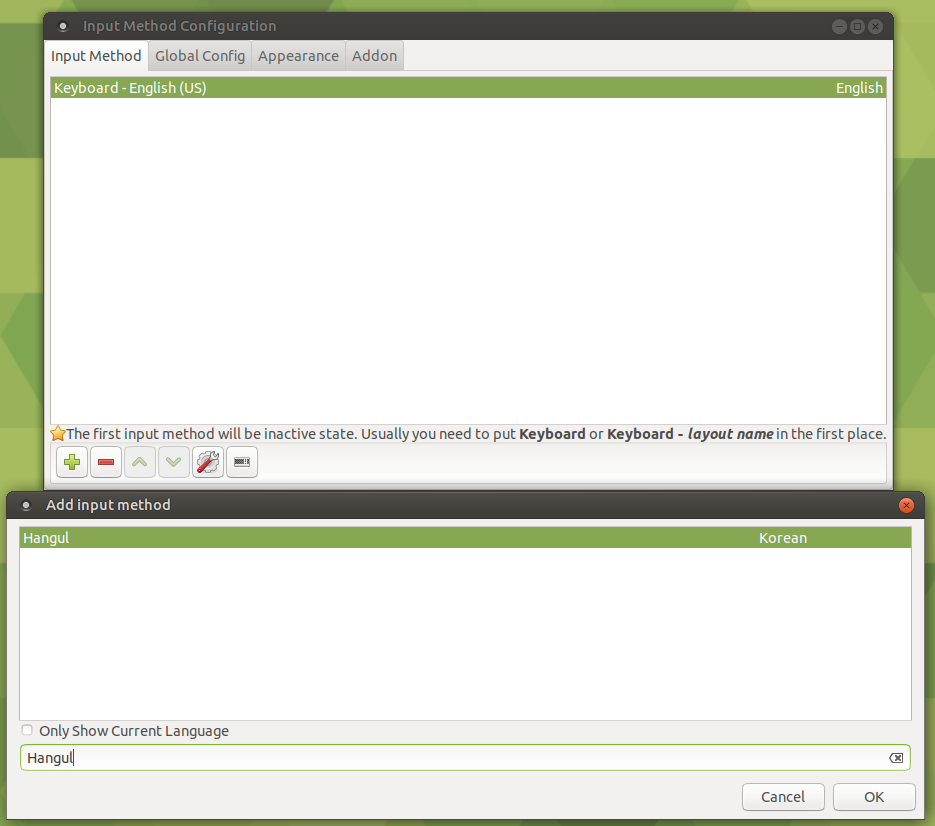 Input Method Configuration
Input Method Global Config Appearance Addon
Keyboard - English (US) English
The first input method will be inactive state. Usually you need to put Keyboard or Keyboard - layout name in the first place.
Add input method
Hangul Korean
Only Show Current Language
Hangul
Cancel OK